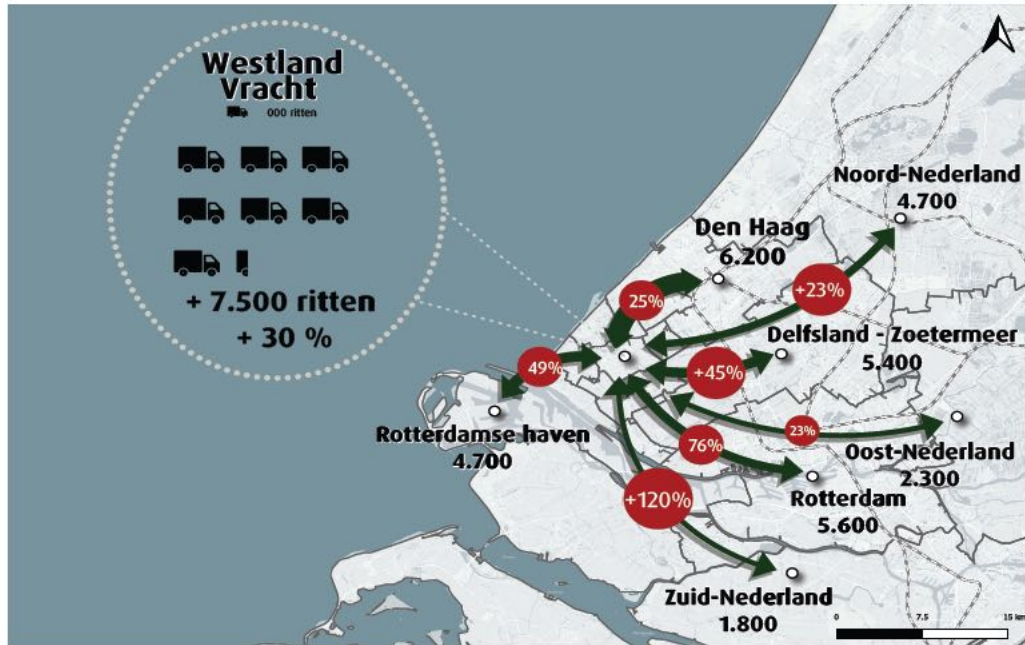 Westland
Vracht
000 ritten
+ 7.500 ritten
+ 30 %
Noord-Nederland
4.700
Den Haag
6.200
+23%
25%
Delfsland - Zoetermeer
5.400
+45%
49%
Rotterdamse haven
4.700
23%
Oost-Nederland
2.300
76%
Rotterdam
5.600
+120%
Zuid-Nederland
1.800
0 7.5 15 km